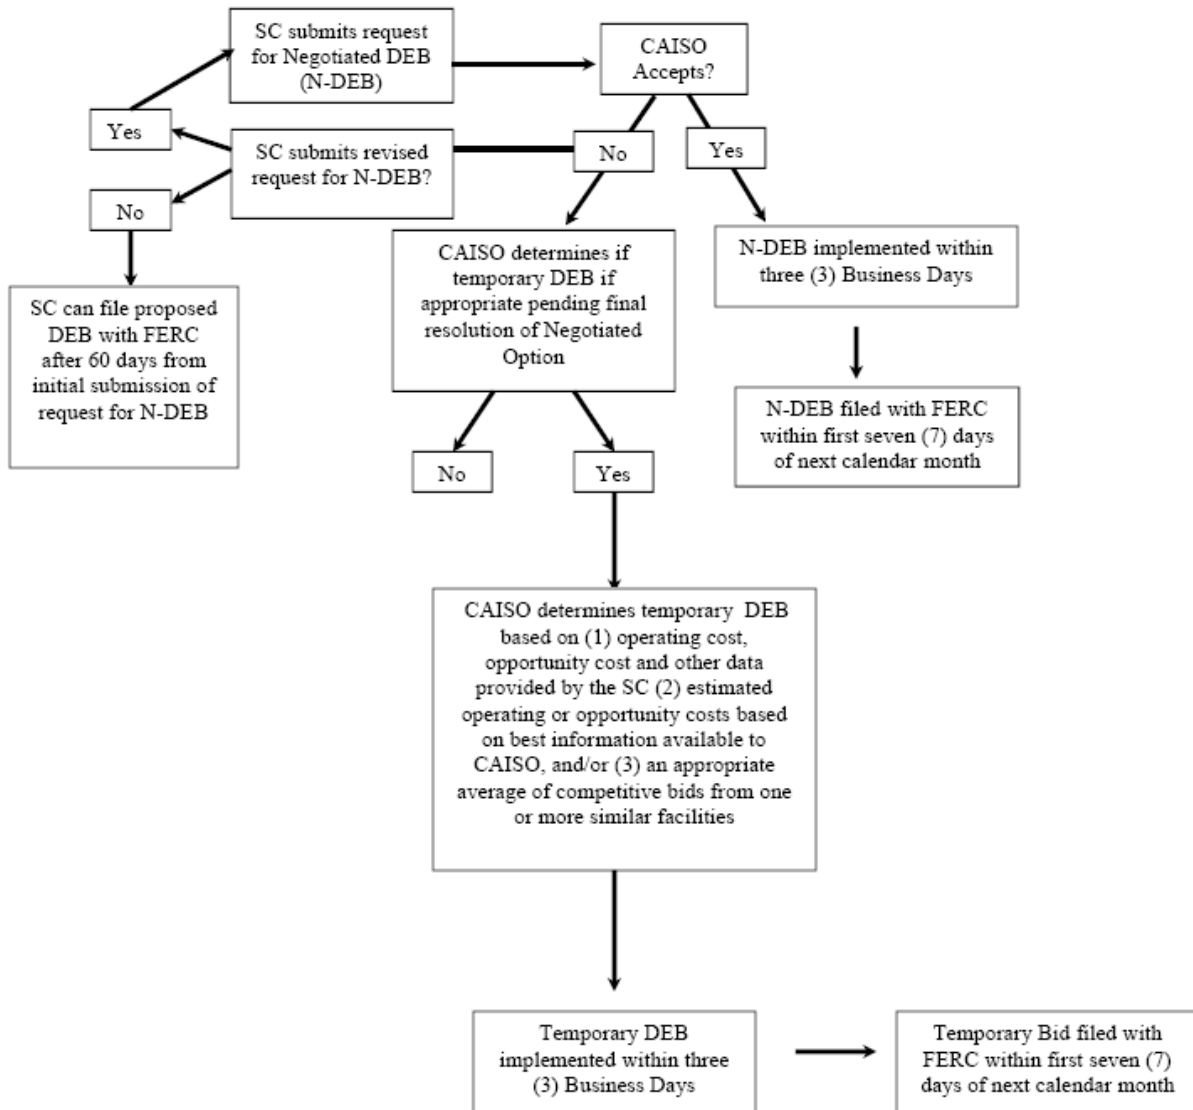 SC submits request
for Negotiated DEB
(N-DEB)
CAISO
Accepts?
Yes
SC submits revised
request for N-DEB?
No
Yes
No
CAISO determines if
temporary DEB if
appropriate pending final
resolution of Negotiated
Option
N-DEB implemented within
three (3) Business Days
SC can file proposed
DEB with FERC
after 60 days from
initial submission of
request for N-DEB
N-DEB filed with FERC
within first seven (7) days
of next calendar month
No
Yes
CAISO determines temporary DEB
based on (1) operating cost,
opportunity cost and other data
provided by the SC (2) estimated
operating or opportunity costs based
on best information available to
CAISO, and/or (3) an appropriate
average of competitive bids from one
or more similar facilities
Temporary DEB
implemented within three
(3) Business Days
Temporary Bid filed with
FERC within first seven (7)
days of next calendar month